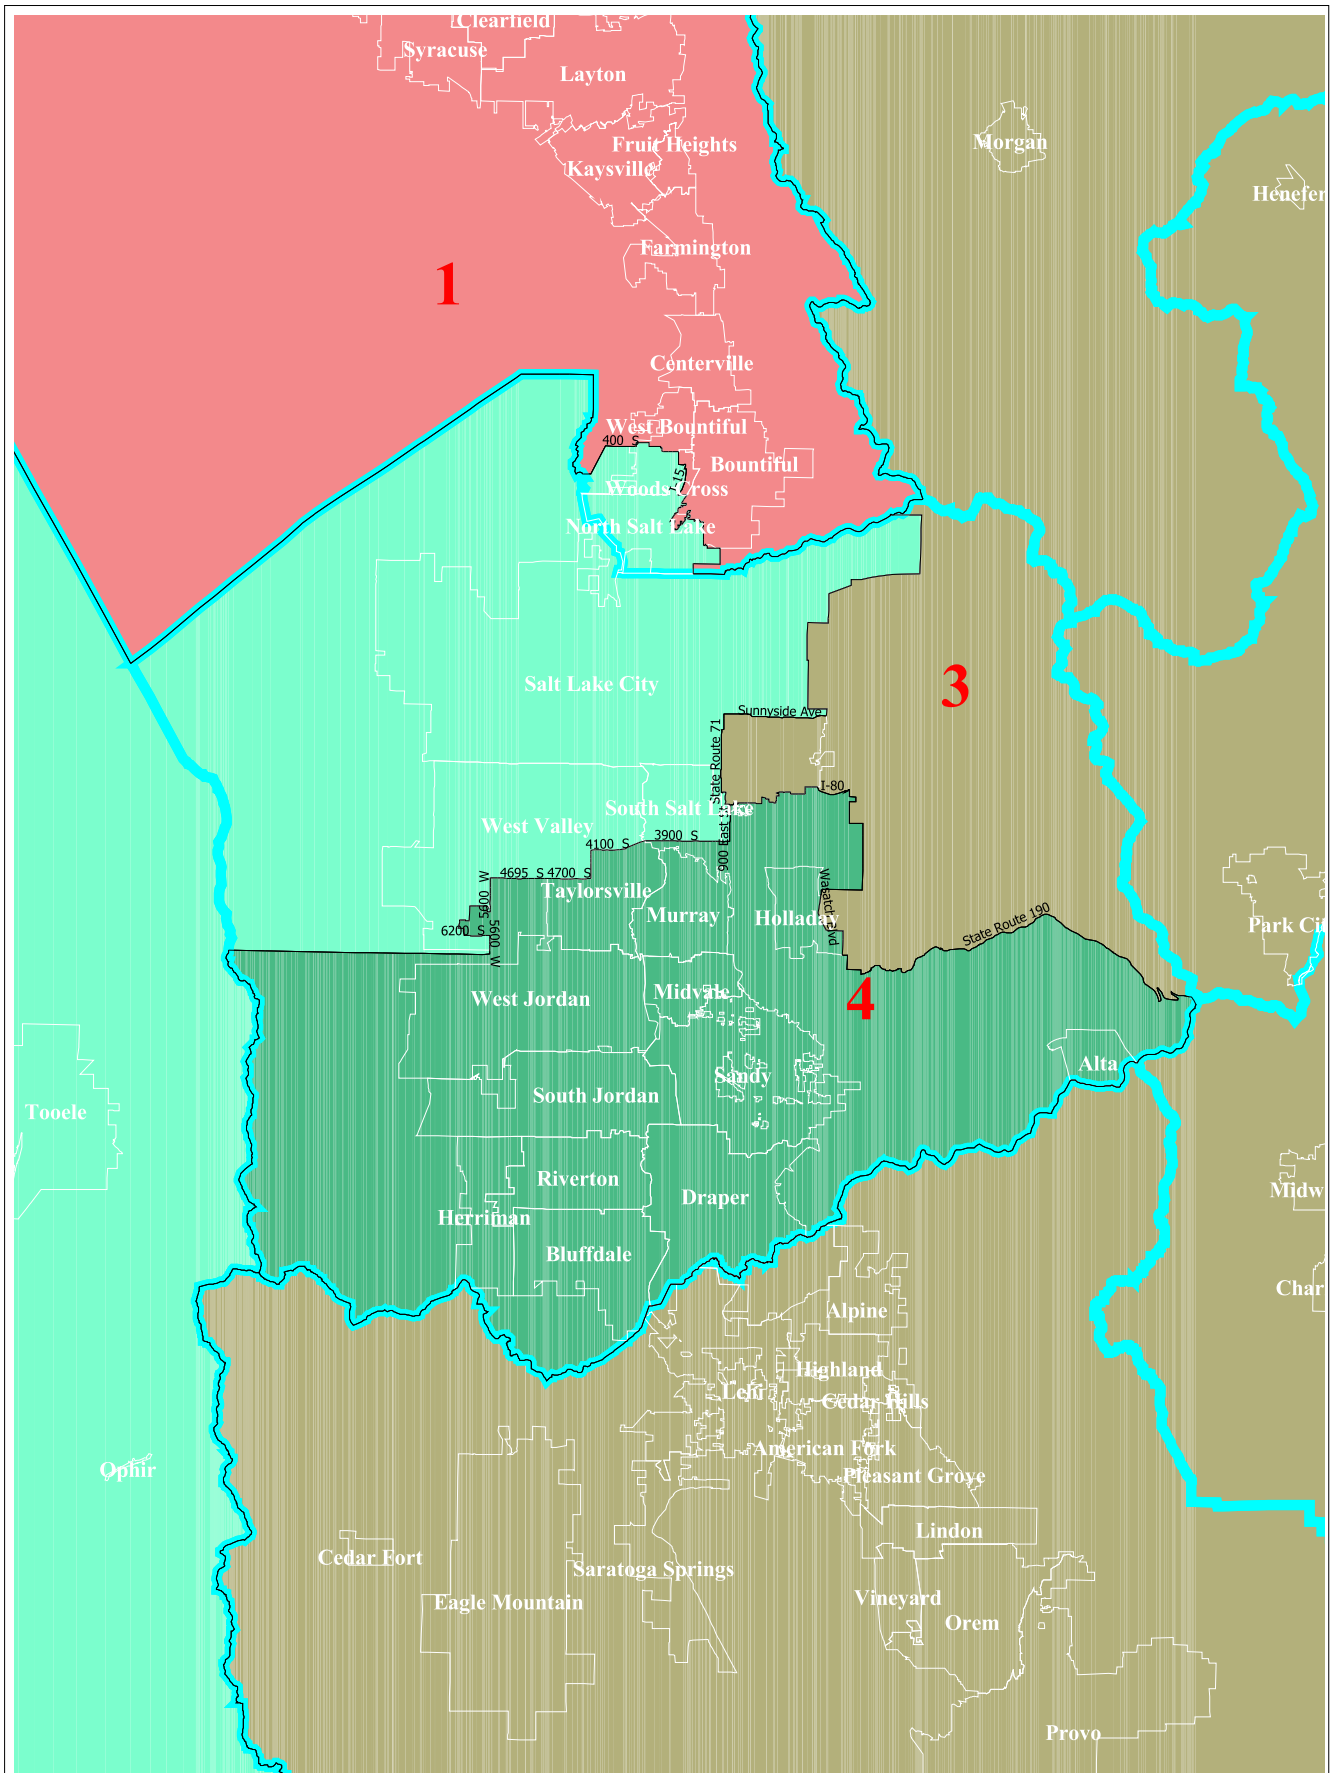 Clearfield
Syracuse
Layton
Morgan
Fruit Heights
Kaysville
Henefer
Farmington
1
Centerville
West Bountiful
400 S
Bountiful
I-15
Woods Cross
North Salt Lake
Salt Lake City
3
Sunnyside Ave
State Route 71
I-80
South Salt Lake
West Valley
3900 S
4100 S
900 East St
4695 S 4700 S
Taylorsville
5600 W
Murray
Holladay
Wasatch Blvd
State Route 190
Park Cit
6200 S
5600 W
West Jordan
Midvale
4
Alta
Sandy
South Jordan
Tooele
Riverton
Draper
Midw
Herriman
Bluffdale
Char
Alpine
Highland
Lehi
Cedar Hills
American Fork
Ophir
Pleasant Grove
Lindon
Cedar Fort
Saratoga Springs
Eagle Mountain
Vineyard
Orem
Provo